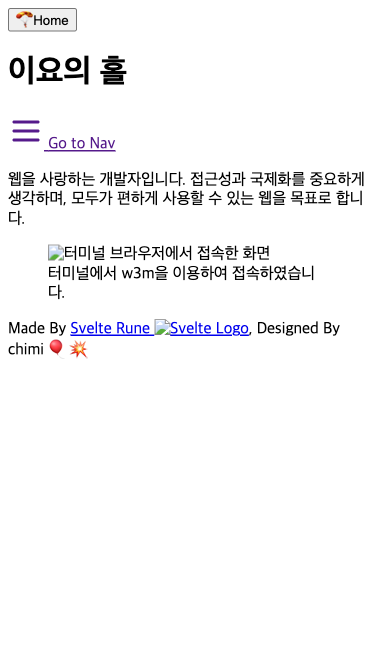 🪂Home
이요의 홀
Go to Nav
웹을 사랑하는 개발자입니다. 접근성과 국제화를 중요하게
생각하며, 모두가 편하게 사용할 수 있는 웹을 목표로 합니
다.
터미널 브라우저에서 접속한 화면
터미널에서 w3m을 이용하여 접속하였습니
다.
Made By Svelte Rune Svelte Logo, Designed By
chimi 🎈 💥